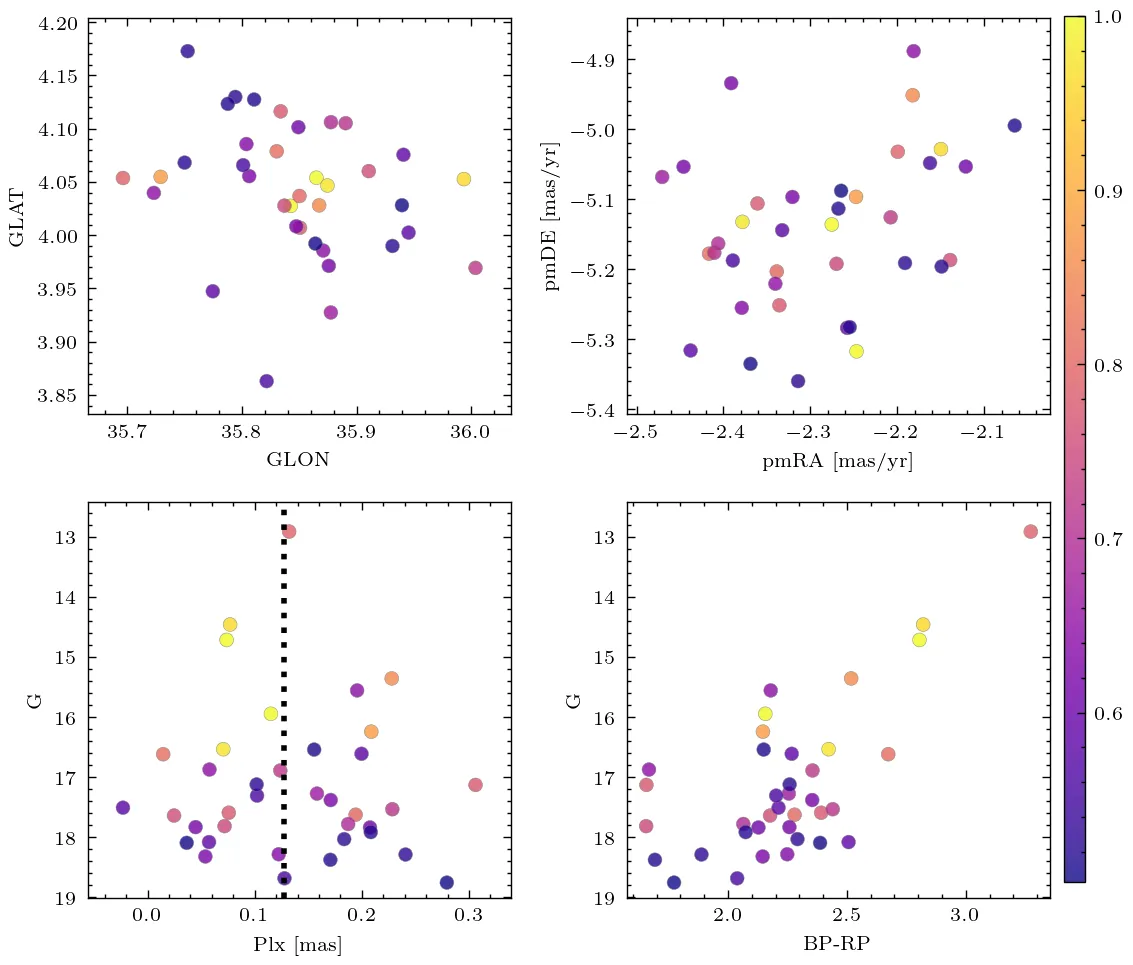 4.20
4.15
4.10
4.05
4.00
3.95
3.90
3.85
GLAT
35.7 35.8 35.9 36.0
GLON
−4.9
−5.0
−5.1
−5.2
−5.3
−5.4
pmDE [mas/yr]
−2.5 −2.4 −2.3 −2.2 −2.1
pmRA [mas/yr]
13
14
15
16
17
18
19
G
0.0 0.1 0.2 0.3
Plx [mas]
13
14
15
16
17
18
19
G
2.0 2.5 3.0
BP-RP
1.0
0.9
0.8
0.7
0.6